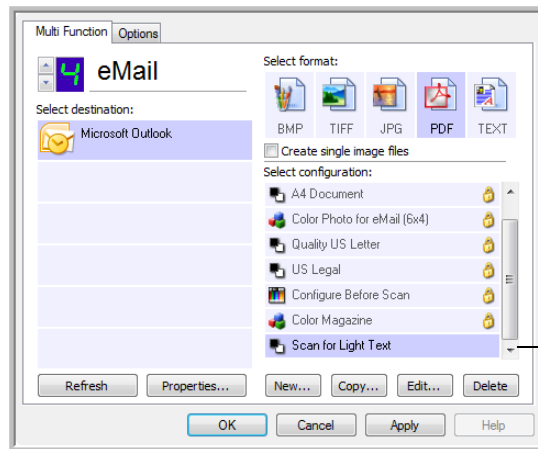 Multi Function Options
4 eMail
Select destination:
Microsoft Outlook
Select format:
BMP TIFF JPG PDF TEXT
Create single image files
Select configuration:
A4 Document
Color Photo for eMail (6x4)
Quality US Letter
US Legal
Configure Before Scan
Color Magazine
Scan for Light Text
Refresh Properties... New... Copy... Edit... Delete
OK Cancel Apply Help